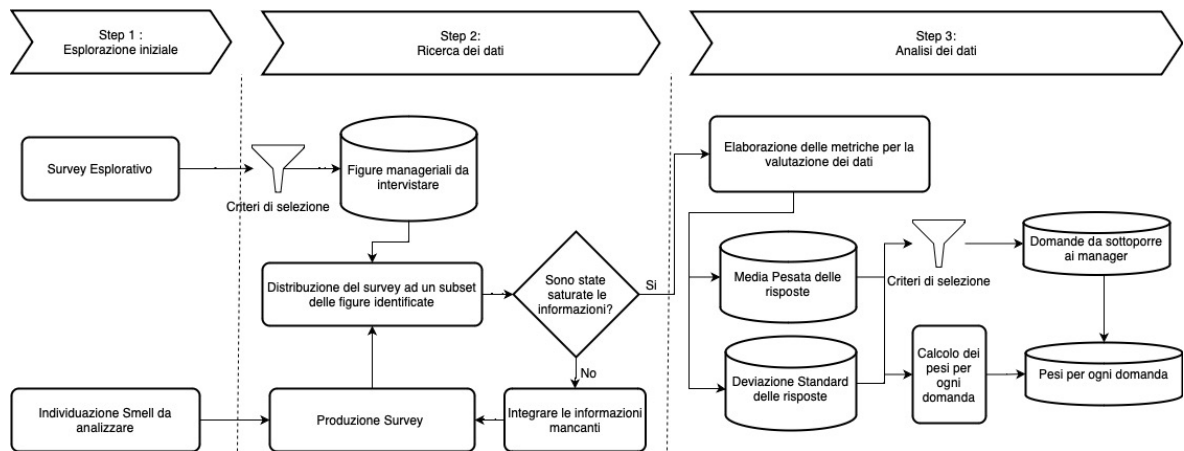 Step 1 :
Esplorazione iniziale
Step 2:
Ricerca dei dati
Step 3:
Analisi dei dati
Survey Esplorativo
Criteri di selezione
Figure manageriali da
intervistare
Distribuzione del survey ad un subset
delle figure identificate
Sono state
saturate le
informazioni?
Si
No
Individuazione Smell da
analizzare
Produzione Survey
Integrare le informazioni
mancanti
Elaborazione delle metriche per la
valutazione dei dati
Media Pesata delle
risposte
Deviazione Standard
delle risposte
Criteri di selezione
Domande da sottoporre
ai manager
Calcolo dei
pesi per
ogni
domanda
Pesi per ogni domanda